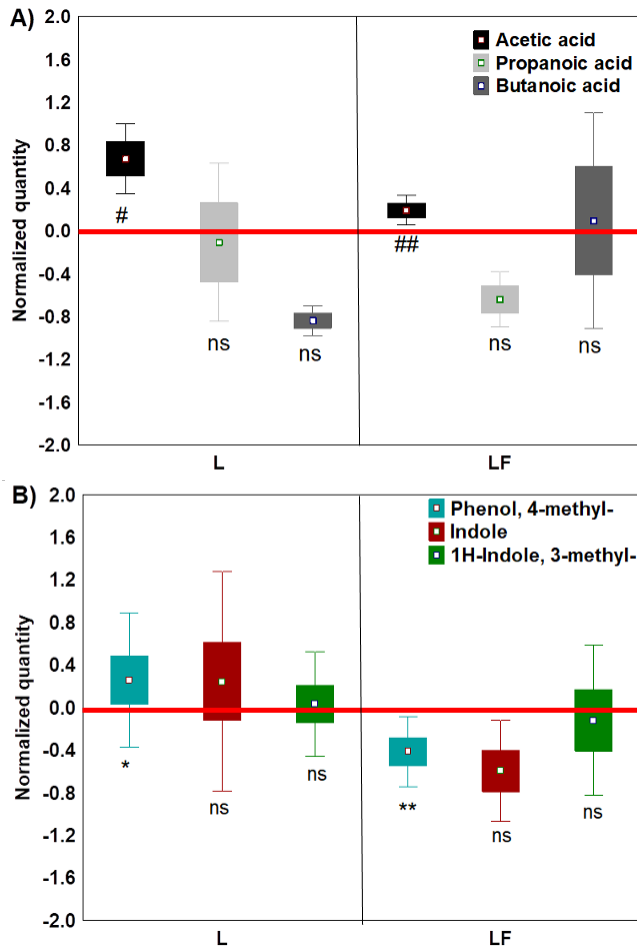 A)
Normalized quantity
2.0
1.6
1.2
0.8
0.4
0.0
-0.4
-0.8
-1.2
-1.6
-2.0
Acetic acid
Propanoic acid
Butanoic acid
#
ns
ns
##
ns
ns
L
LF
B)
Normalized quantity
2.0
1.6
1.2
0.8
0.4
0.0
-0.4
-0.8
-1.2
-1.6
-2.0
Phenol, 4-methyl-
Indole
1H-Indole, 3-methyl-
*
ns
ns
**
ns
ns
L
LF